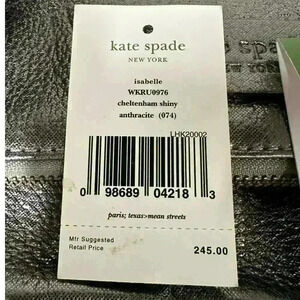 kate spade
NEW YORK
isabelle
WKRU0976
cheltenham shiny
anthracite (074)
LHK20002
0 98689 04218 3
paris; texas>mean streets
Mfr Suggested
Retail Price
245.00